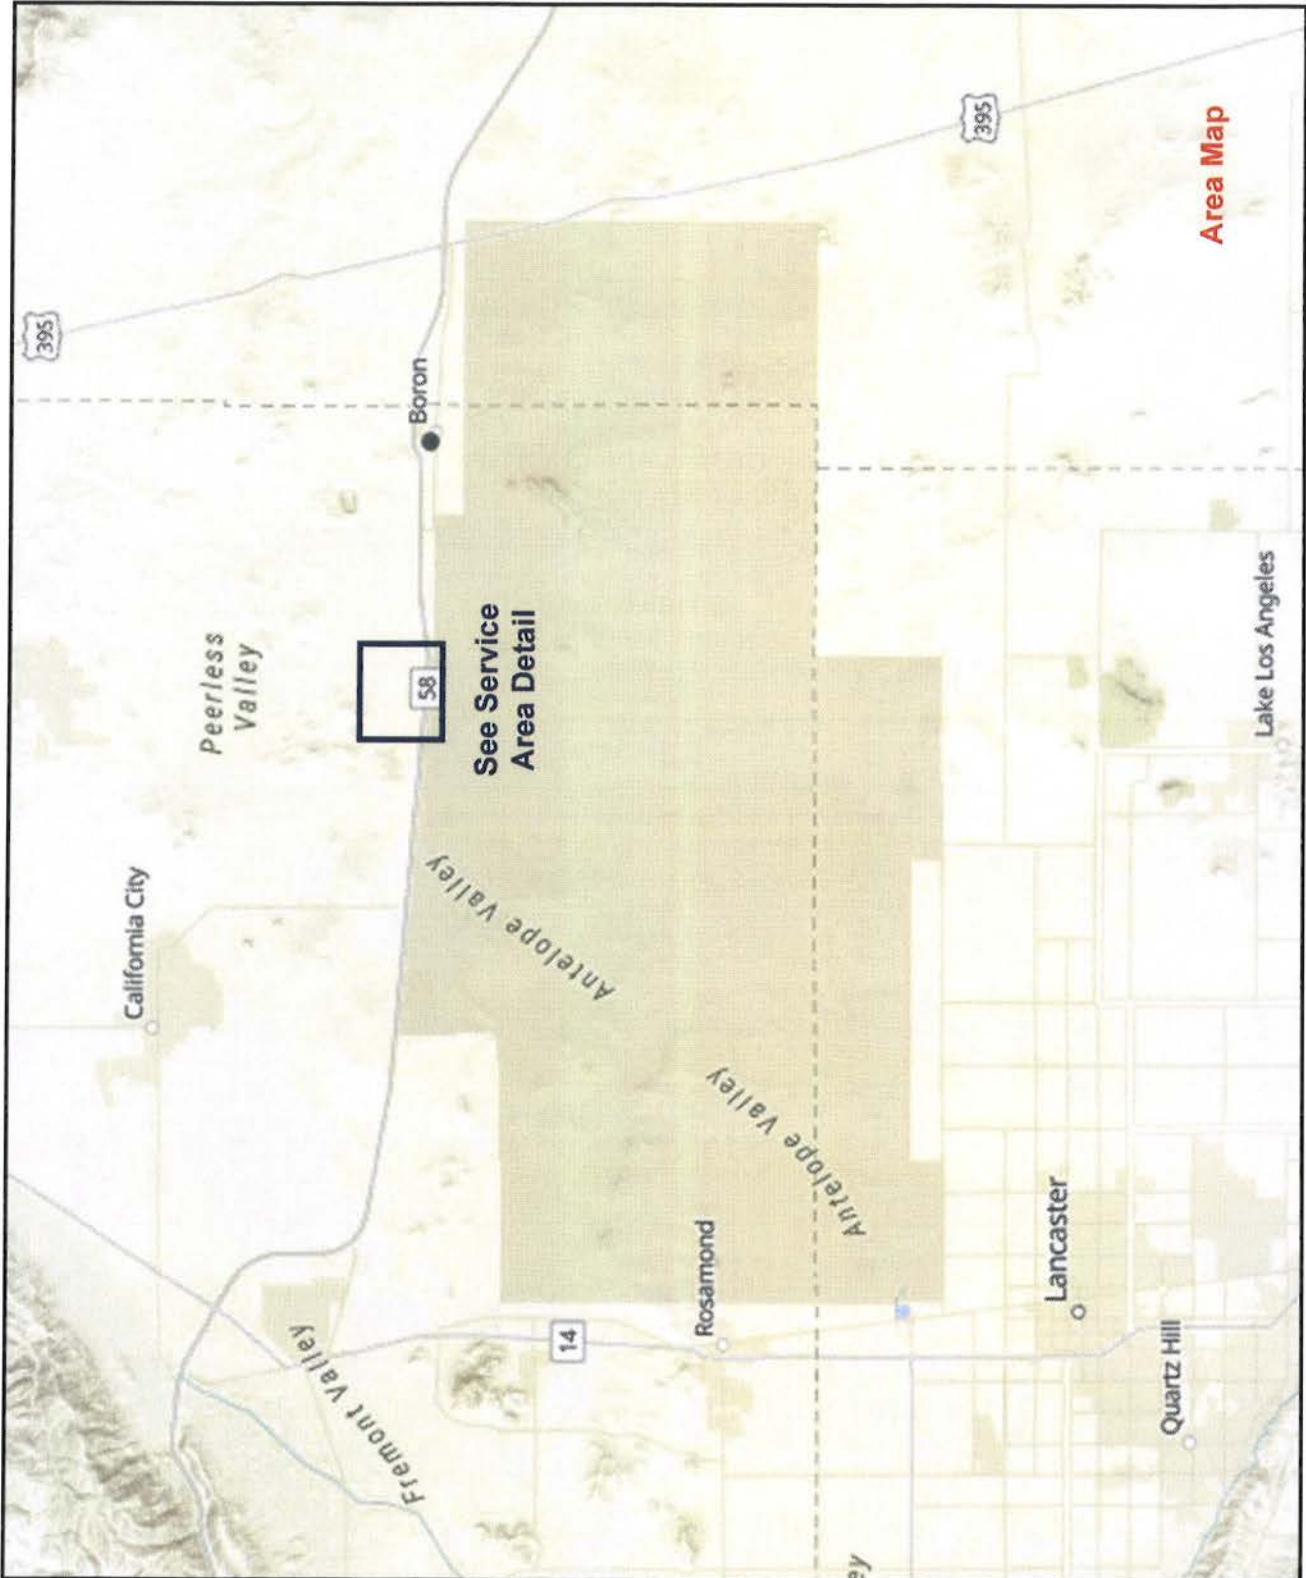 395
Peerless
Valley
Boron
California City
58
See Service
Area Detail
Antelope Valley
Fremont Valley
14
Rosamond
Antelope Valley
395
Lancaster
Quartz Hill
Lake Los Angeles
Area Map
ey